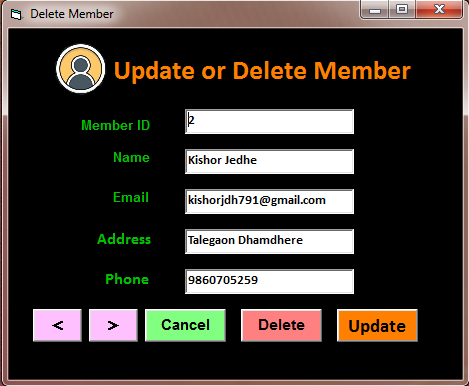 Delete Member
Update or Delete Member
Member ID 2
Name Kishor Jedhe
Email kishorjdh791@gmail.com
Address Talegaon Dhamdhere
Phone 9860705259
< > Cancel Delete Update